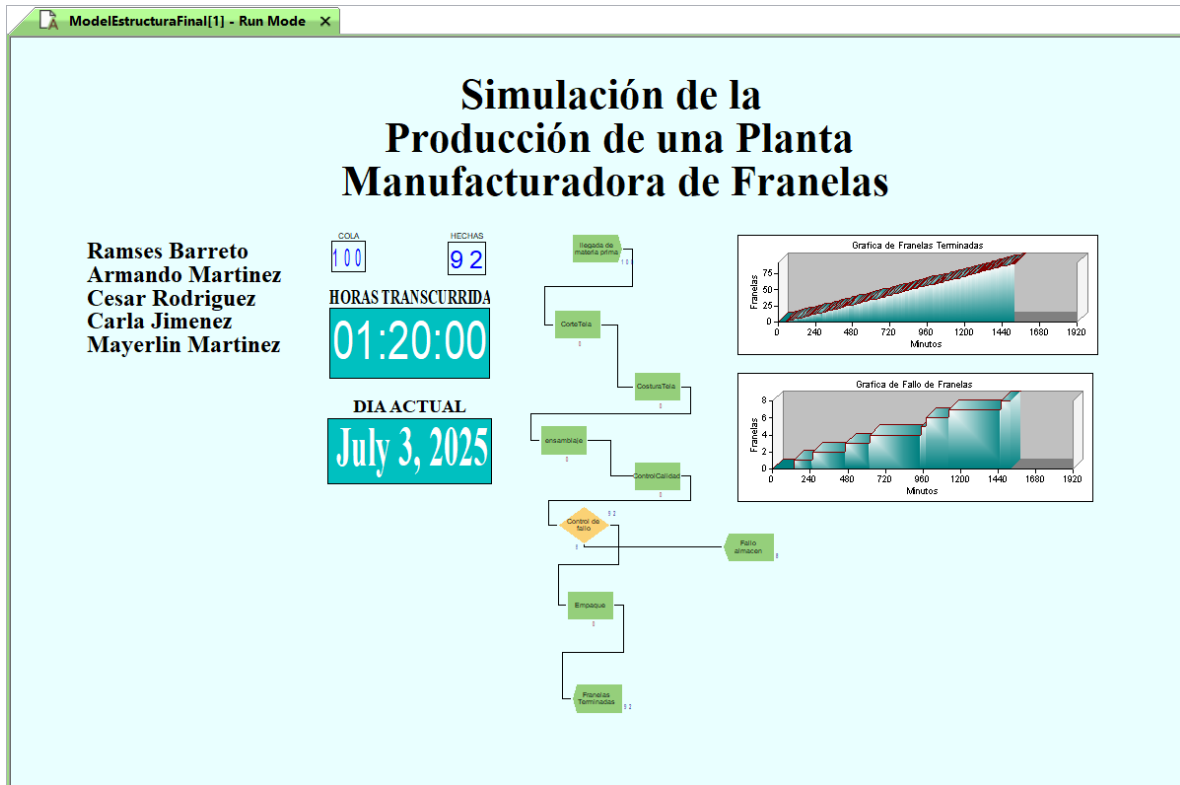 ModelEstructuraFinal[1] - Run Mode
Simulación de la
Producción de una Planta
Manufacturadora de Franelas
Ramses Barreto
Armando Martinez
Cesar Rodriguez
Carla Jimenez
Mayerlin Martinez
COLA
100
HECHAS
92
HORAS TRANSCURRIDA
01:20:00
DIA ACTUAL
July 3, 2025
llegada de
materia prima
CorteTela
CosturaTela
ensamblaje
ControlCalidad
Control de
fallo
92
Fallo
almacen
Empaque
Franelas
Terminadas
92
Grafica de Franelas Terminadas
Franelas
75
50
25
0
0 240 480 720 960 1200 1440 1680 1920
Minutos
Grafica de Fallo de Franelas
Franelas
8
6
4
2
0
0 240 480 720 960 1200 1440 1680 1920
Minutos